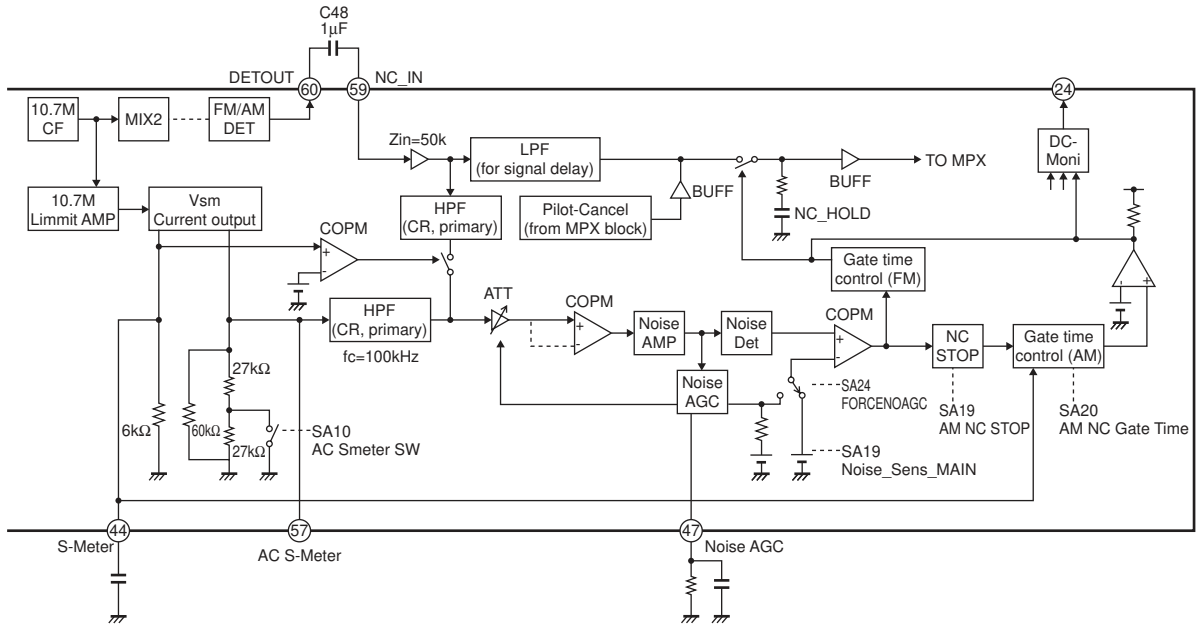 C48
1μF
DETOUT
60
59
NC_IN
24
10.7M
CF
MIX2
FM/AM
DET
Zin=50k
LPF
(for signal delay)
BUFF
BUFF
TO MPX
DC-
Moni
10.7M
Limmit AMP
Vsm
Current output
HPF
(CR, primary)
Pilot-Cancel
(from MPX block)
NC_HOLD
COPM
+
-
Gate time
control (FM)
-
+
HPF
(CR, primary)
fc=100kHz
ATT
COPM
+
-
Noise
AMP
Noise
Det
COPM
+
-
NC
STOP
Gate time
control (AM)
Noise
AGC
SA24
FORCENOAGC
SA19
AM NC STOP
SA20
AM NC Gate Time
27kΩ
6kΩ
60kΩ
27kΩ
SA10
AC Smeter SW
SA19
Noise_Sens_MAIN
44
S-Meter
57
AC S-Meter
47
Noise AGC